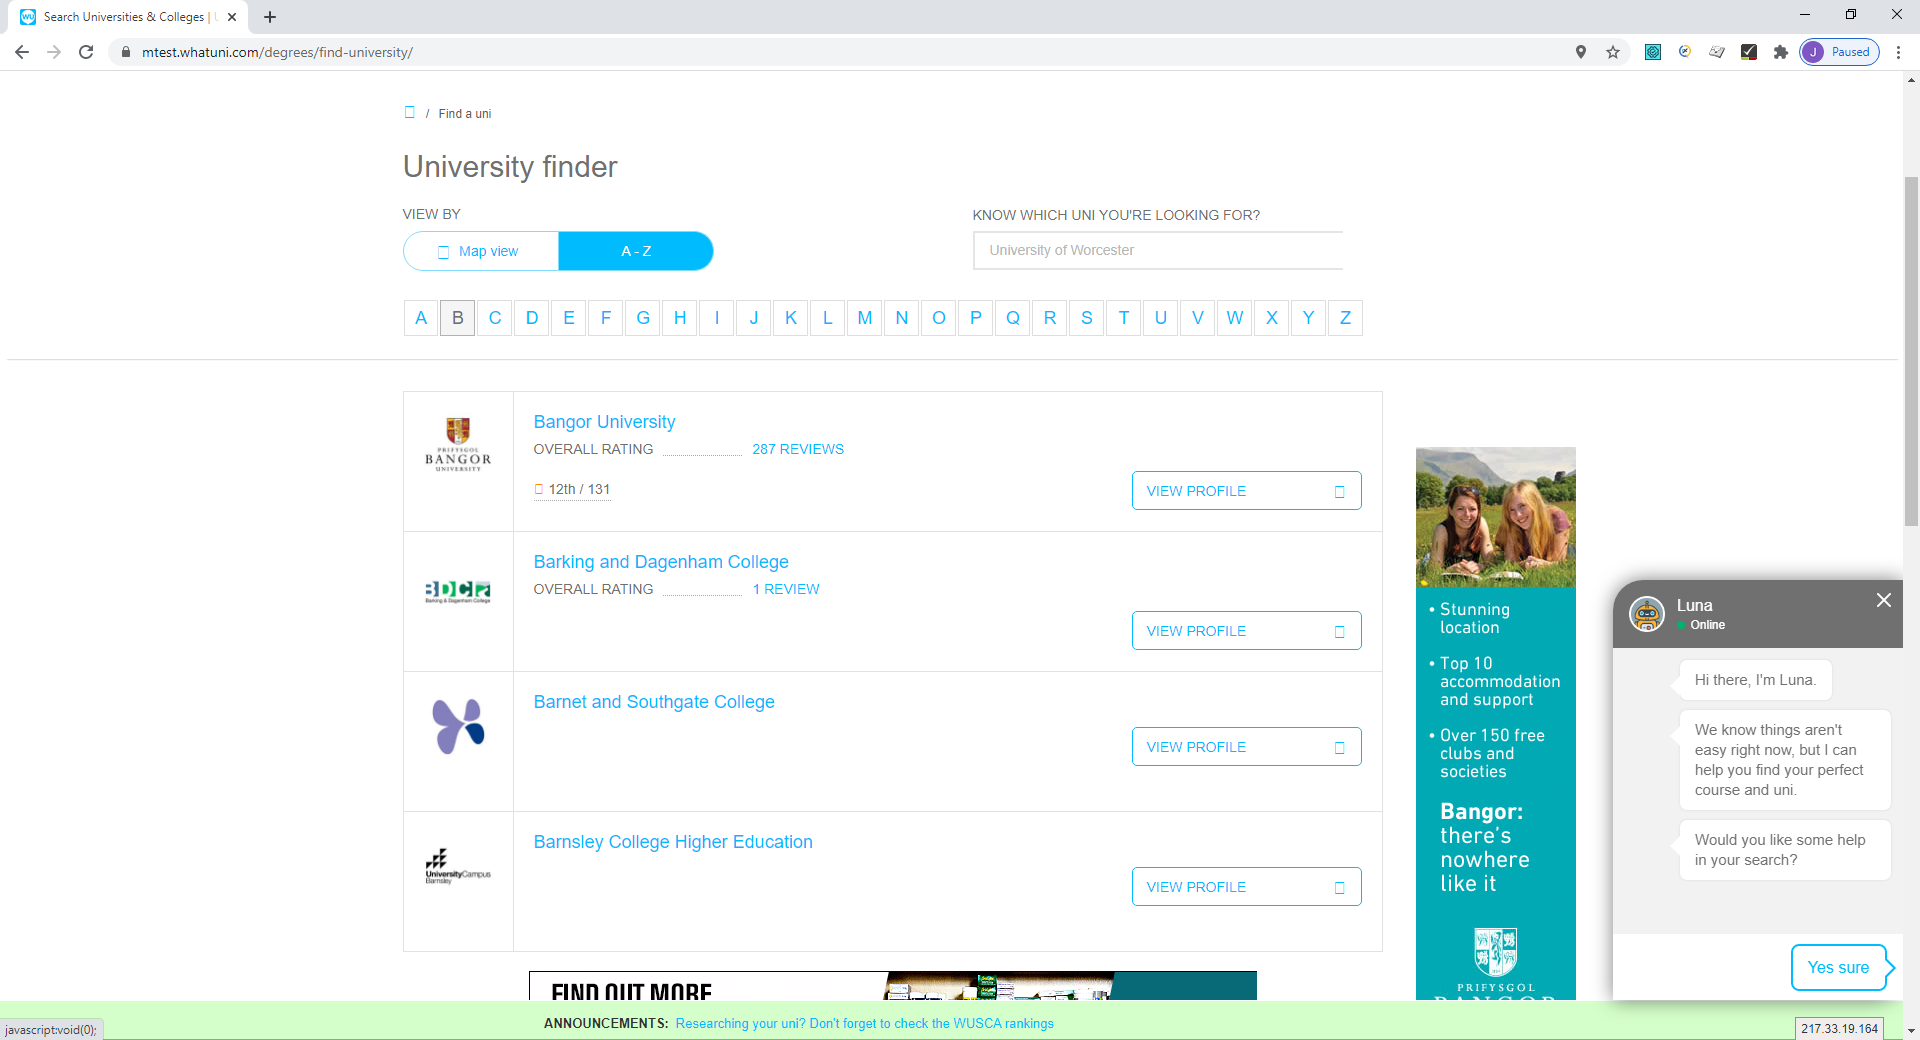 Search Universities & Colleges |
mtest.whatuni.com/degrees/find-university/
J Paused
/ Find a uni
University finder
VIEW BY
Map view
A - Z
KNOW WHICH UNI YOU'RE LOOKING FOR?
University of Worcester
A B C D E F G H I J K L M N O P Q R S T U V W X Y Z
PRIFYSGOL
BANGOR
UNIVERSITY
Bangor University
OVERALL RATING 287 REVIEWS
12th / 131
VIEW PROFILE
BDC
Barking & Dagenham College
Barking and Dagenham College
OVERALL RATING 1 REVIEW
VIEW PROFILE
Barnet and Southgate College
VIEW PROFILE
UniversityCampus
Barnsley
Barnsley College Higher Education
VIEW PROFILE
• Stunning
location
• Top 10
accommodation
and support
• Over 150 free
clubs and
societies
Bangor:
there's
nowhere
like it
PRIFYSGOL
BANGOR
Luna
Online
Hi there, I'm Luna.
We know things aren't
easy right now, but I can
help you find your perfect
course and uni.
Would you like some help
in your search?
Yes sure
FIND OUT MORE
ANNOUNCEMENTS: Researching your uni? Don't forget to check the WUSCA rankings
javascript:void(0);
217.33.19.164